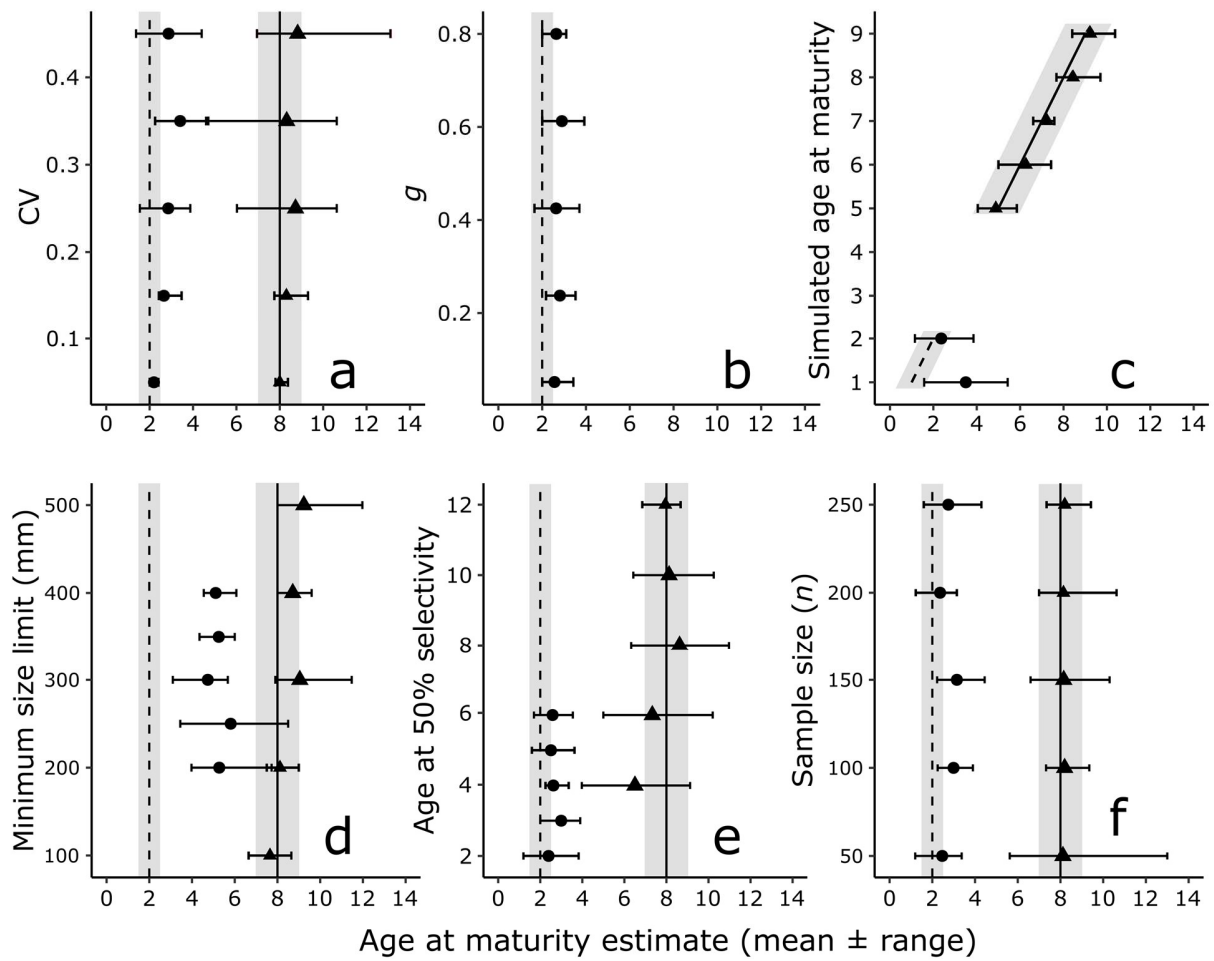 CV
0.4
0.3
0.2
0.1
0 2 4 6 8 10 12 14
a
g
0.8
0.6
0.4
0.2
0 2 4 6 8 10 12 14
b
Simulated age at maturity
9
8
7
6
5
9
4
3
2
1
0 2 4 6 8 10 12 14
c
Minimum size limit (mm)
500
400
300
200
100
0 2 4 6 8 10 12 14
d
Age at 50% selectivity
12
10
8
6
4
2
0 2 4 6 8 10 12 14
e
Sample size (n)
250
200
150
100
50
0 2 4 6 8 10 12 14
f
Age at maturity estimate (mean ± range)